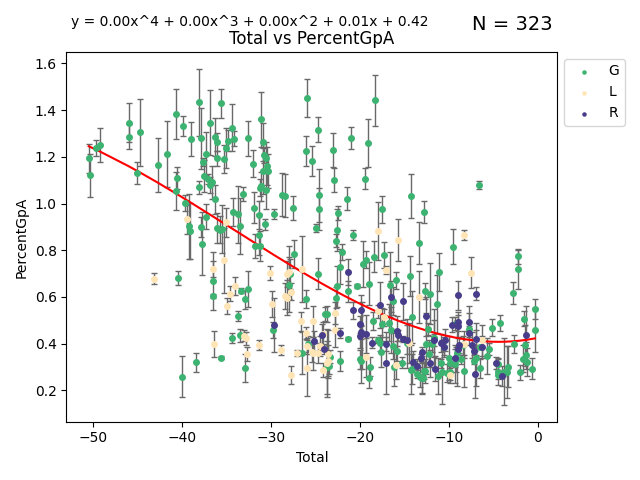 y = 0.00x^4 + 0.00x^3 + 0.00x^2 + 0.01x + 0.42
N = 323
Total vs PercentGpA
G
L
R
PercentGpA
1.6
1.4
1.2
1.0
0.8
0.6
0.4
0.2
−50
−40
−30
−20
−10
0
Total